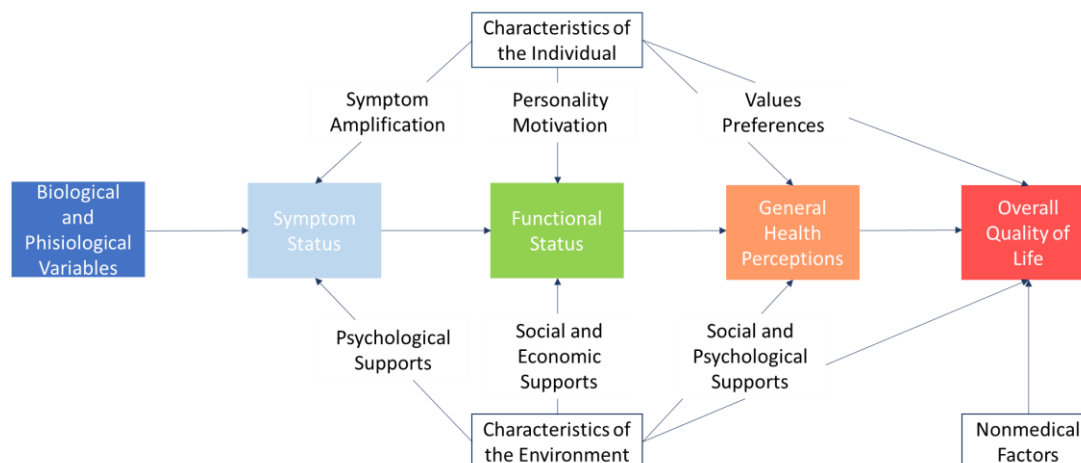 Characteristics of
the Individual
Symptom
Amplification
Personality
Motivation
Values
Preferences
Biological
and
Phisiological
Variables
Symptom
Status
Functional
Status
General
Health
Perceptions
Overall
Quality of
Life
Psychological
Supports
Social and
Economic
Supports
Social and
Psychological
Supports
Characteristics of
the Environment
Nonmedical
Factors